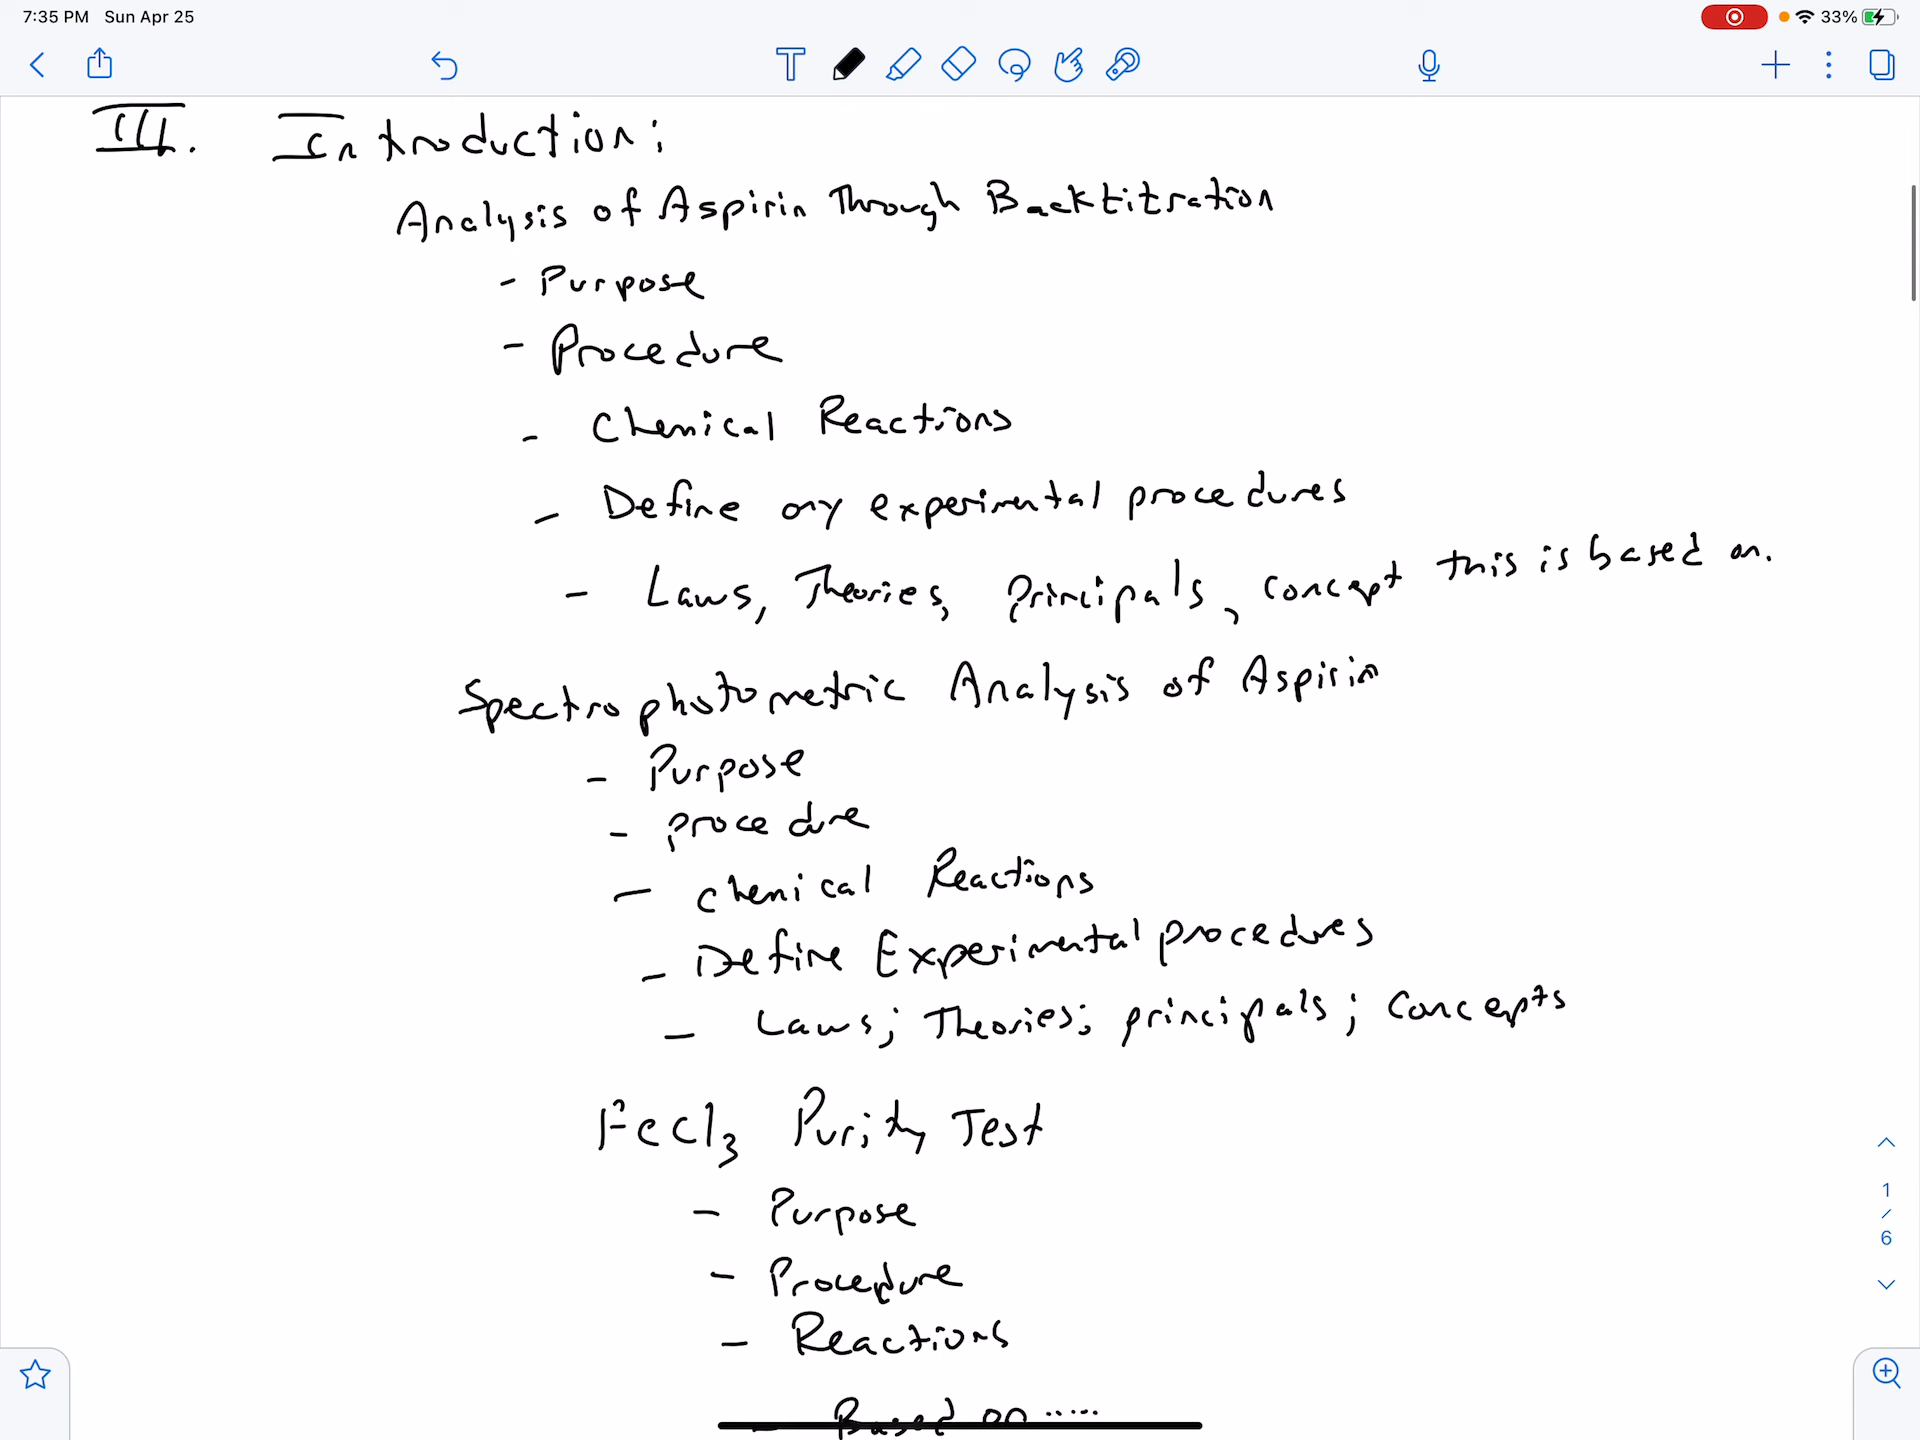 7:35 PM Sun Apr 25
33%
III. Introduction:
Analysis of Aspirin Through Backtitration
- Purpose
- Procedure
- Chemical Reactions
- Define any experimental procedures
- Laws, Theories, principals, concept this is based on.
Spectrophotometric Analysis of Aspirin
- Purpose
- procedure
- chemical Reactions
- Define Experimental procedures
- Laws; Theories; principals; Concepts
FeCl3 Purity Test
- Purpose
- Procedure
- Reactions
- Based on .....
1
/
6